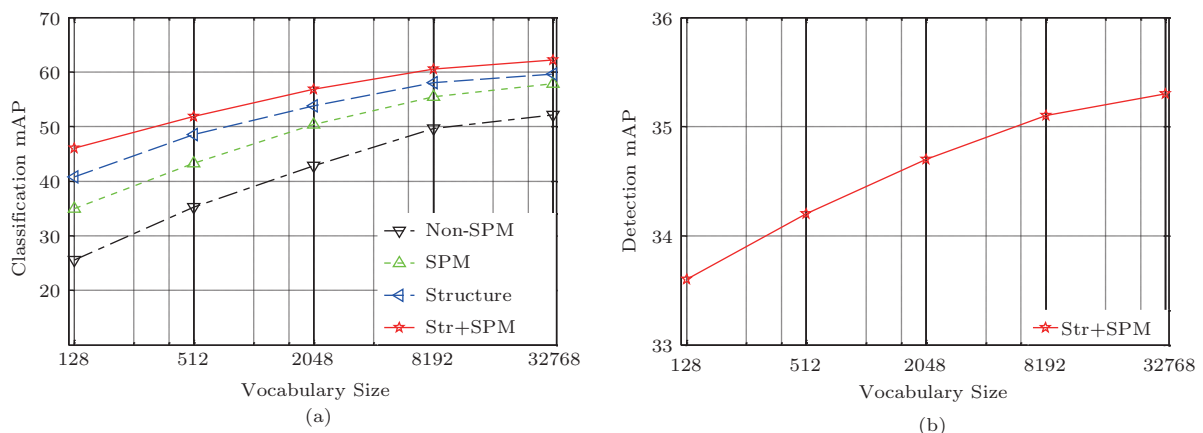 70
60
50
40
30
20
Classification mAP
128
512
2048
8192
32768
Vocabulary Size
(a)
Non-SPM
SPM
Structure
Str+SPM
36
35
34
33
Detection mAP
128
512
2048
8192
32768
Vocabulary Size
(b)
Str+SPM